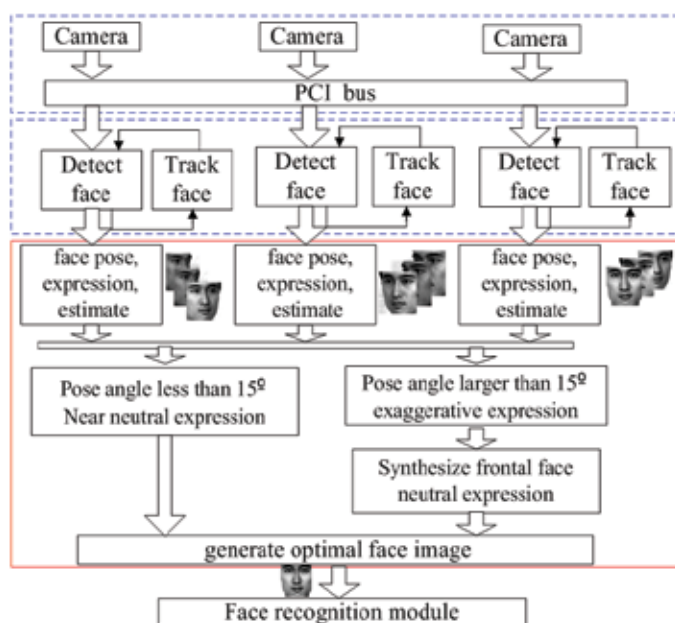 Camera
Camera
Camera
PCI bus
Detect
face
Track
face
Detect
face
Track
face
Detect
face
Track
face
face pose,
expression,
estimate
face pose,
expression,
estimate
face pose,
expression,
estimate
Pose angle less than 15º
Near neutral expression
Pose angle larger than 15º
exaggerative expression
Synthesize frontal face
neutral expression
generate optimal face image
Face recognition module